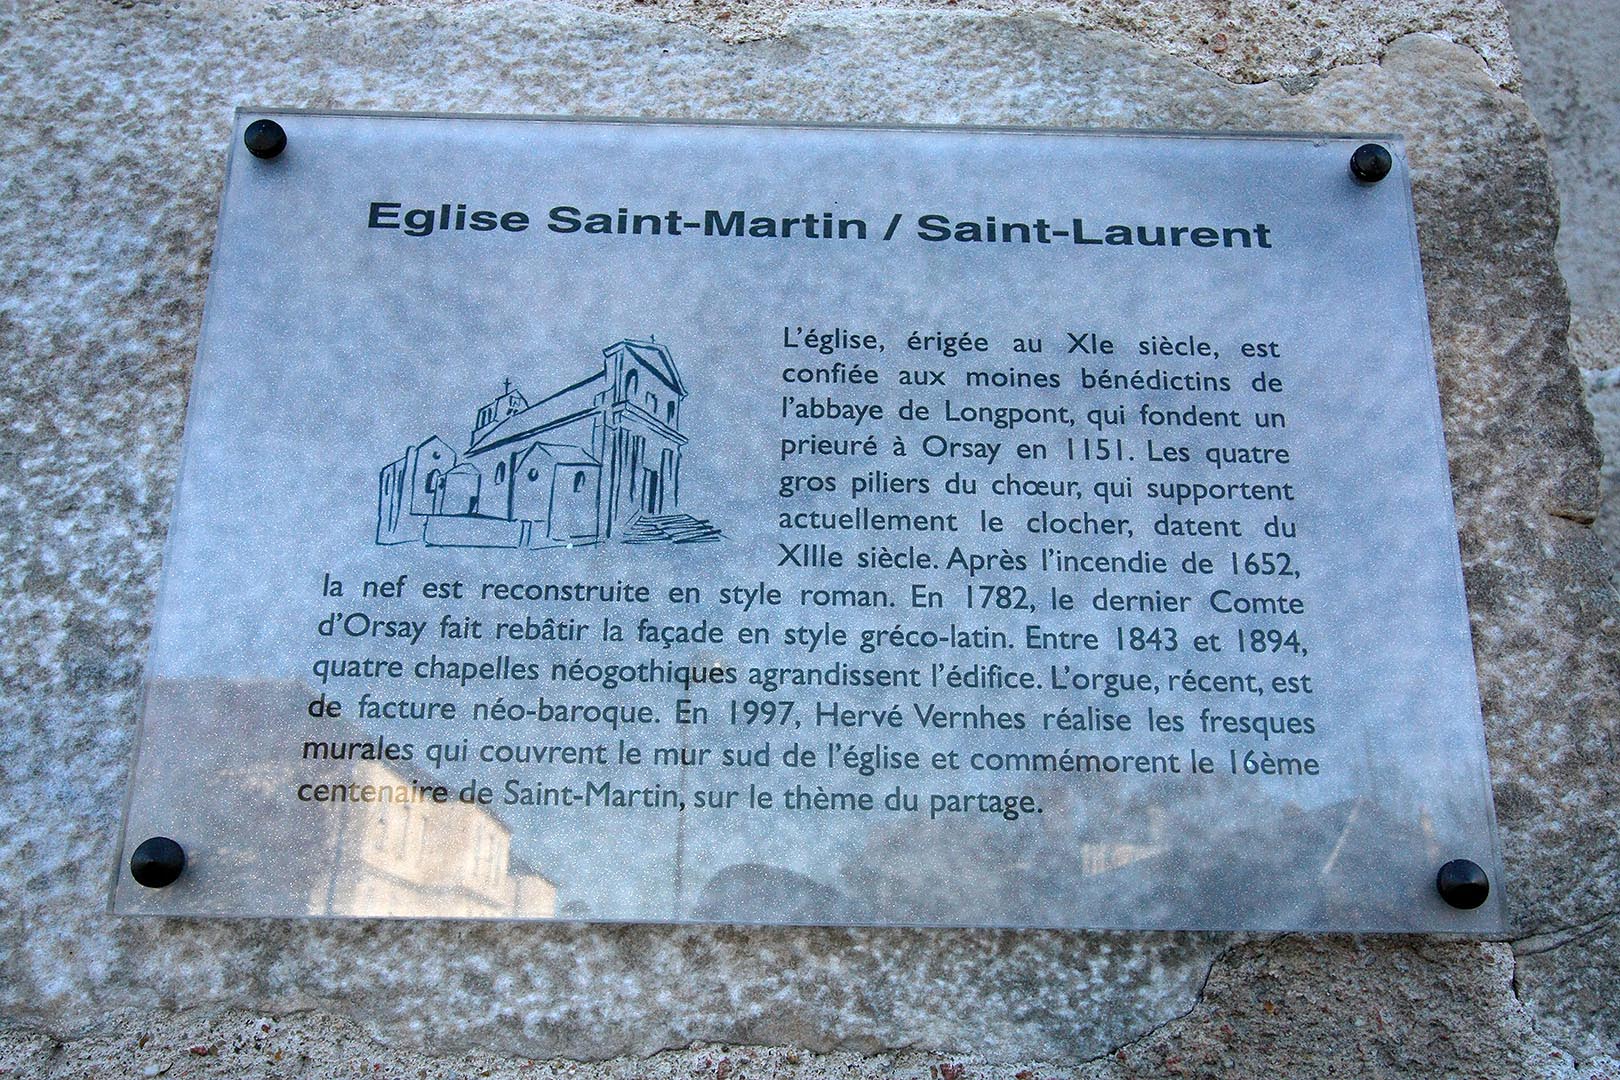 Eglise Saint-Martin / Saint-Laurent
L'église, érigée au XIe siècle, est
confiée aux moines bénédictins de
l'abbaye de Longpont, qui fondent un
prieuré à Orsay en 1151. Les quatre
gros piliers du chœur, qui supportent
actuellement le clocher, datent du
XIIIe siècle. Après l'incendie de 1652,
la nef est reconstruite en style roman. En 1782, le dernier Comte
d'Orsay fait rebâtir la façade en style gréco-latin. Entre 1843 et 1894,
quatre chapelles néogothiques agrandissent l'édifice. L'orgue, récent, est
de facture néo-baroque. En 1997, Hervé Vernhes réalise les fresques
murales qui couvrent le mur sud de l'église et commémorent le 16ème
centenaire de Saint-Martin, sur le thème du partage.